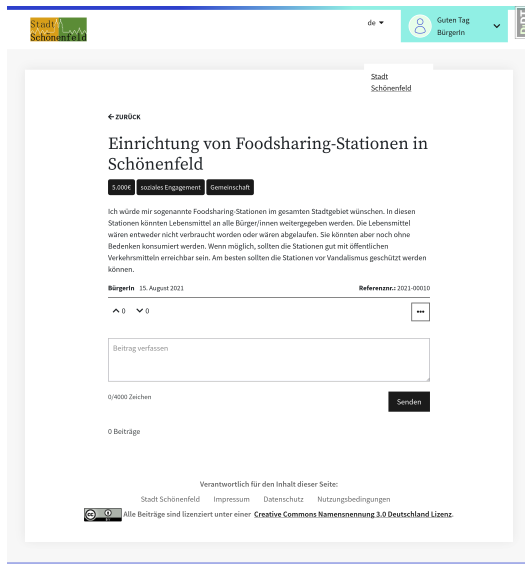 Stadt
Schönenfeld
de
Guten Tag
BürgerIn
Stadt
Schönenfeld
← ZURÜCK
Einrichtung von Foodsharing-Stationen in
Schönenfeld
5.000€ soziales Engagement Gemeinschaft
Ich würde mir sogenannte Foodsharing-Stationen im gesamten Stadtgebiet wünschen. In diesen
Stationen könnten Lebensmittel an alle Bürger/innen weitergegeben werden. Die Lebensmittel
wären entweder nicht verbraucht worden oder wären abgelaufen. Sie könnten aber noch ohne
Bedenken konsumiert werden. Wenn möglich, sollten die Stationen gut mit öffentlichen
Verkehrsmitteln erreichbar sein. Am besten sollten die Stationen vor Vandalismus geschützt werden
können.
BürgerIn 15. August 2021 Referenznr.: 2021-00010
0 0 •••
Beitrag verfassen
0/4000 Zeichen Senden
0 Beiträge
Verantwortlich für den Inhalt dieser Seite:
Stadt Schönenfeld Impressum Datenschutz Nutzungsbedingungen
cc BY Alle Beiträge sind lizenziert unter einer Creative Commons Namensnennung 3.0 Deutschland Lizenz.